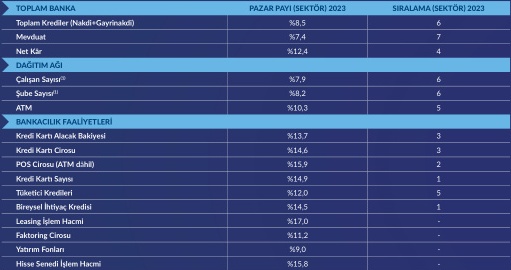 TOPLAM BANKA PAZAR PAYI (SEKTÖR) 2023 SIRALAMA (SEKTÖR) 2023
Toplam Krediler (Nakdi+Gayrinakdi) %8,5 6
Mevduat %7,4 7
Net Kâr %12,4 4
DAĞITIM AĞI
Çalışan Sayısı⁽¹⁾ %7,9 6
Şube Sayısı⁽¹⁾ %8,2 6
ATM %10,3 5
BANKACILIK FAALİYETLERİ
Kredi Kartı Alacak Bakiyesi %13,7 3
Kredi Kartı Cirosu %14,6 3
POS Cirosu (ATM dâhil) %15,9 2
Kredi Kartı Sayısı %14,9 1
Tüketici Kredileri %12,0 5
Bireysel İhtiyaç Kredisi %14,5 1
Leasing İşlem Hacmi %17,0 -
Faktoring Cirosu %11,2 -
Yatırım Fonları %9,0 -
Hisse Senedi İşlem Hacmi %15,8 -